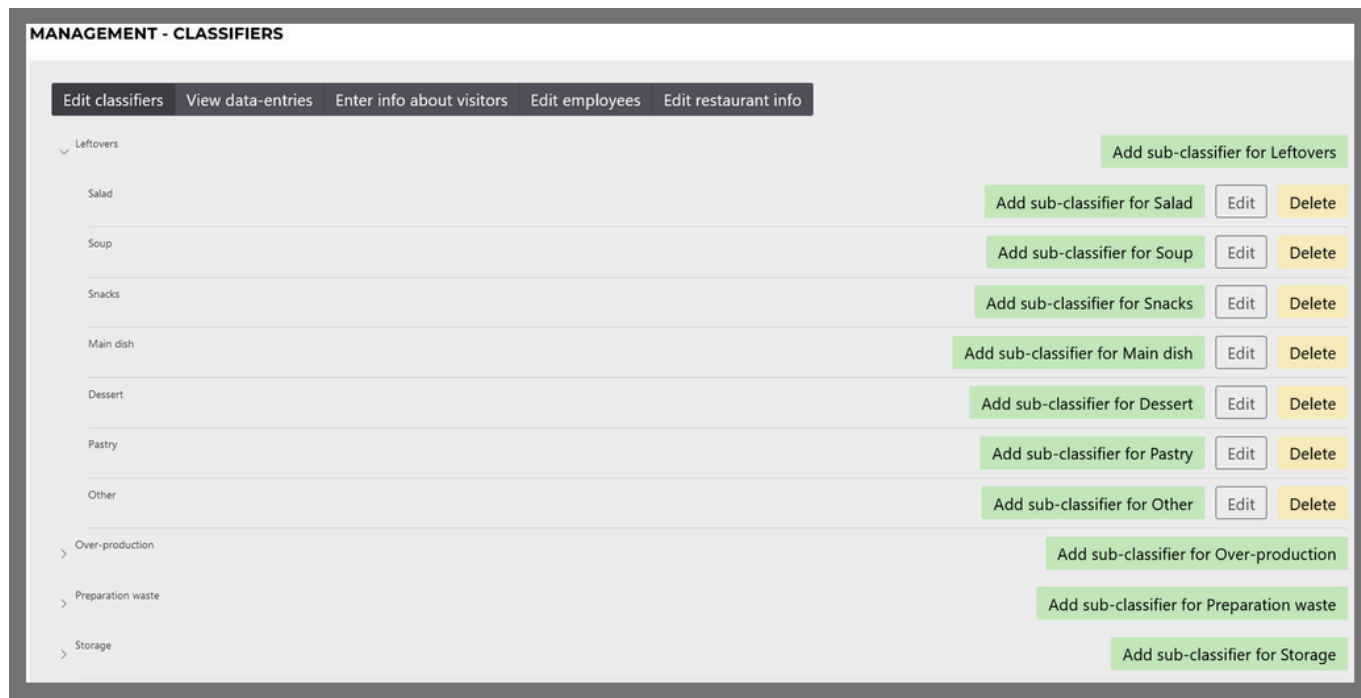 MANAGEMENT - CLASSIFIERS
Edit classifiers View data-entries Enter info about visitors Edit employees Edit restaurant info
Leftovers Add sub-classifier for Leftovers
Salad Add sub-classifier for Salad Edit Delete
Soup Add sub-classifier for Soup Edit Delete
Snacks Add sub-classifier for Snacks Edit Delete
Main dish Add sub-classifier for Main dish Edit Delete
Dessert Add sub-classifier for Dessert Edit Delete
Pastry Add sub-classifier for Pastry Edit Delete
Other Add sub-classifier for Other Edit Delete
Over-production Add sub-classifier for Over-production
Preparation waste Add sub-classifier for Preparation waste
Storage Add sub-classifier for Storage